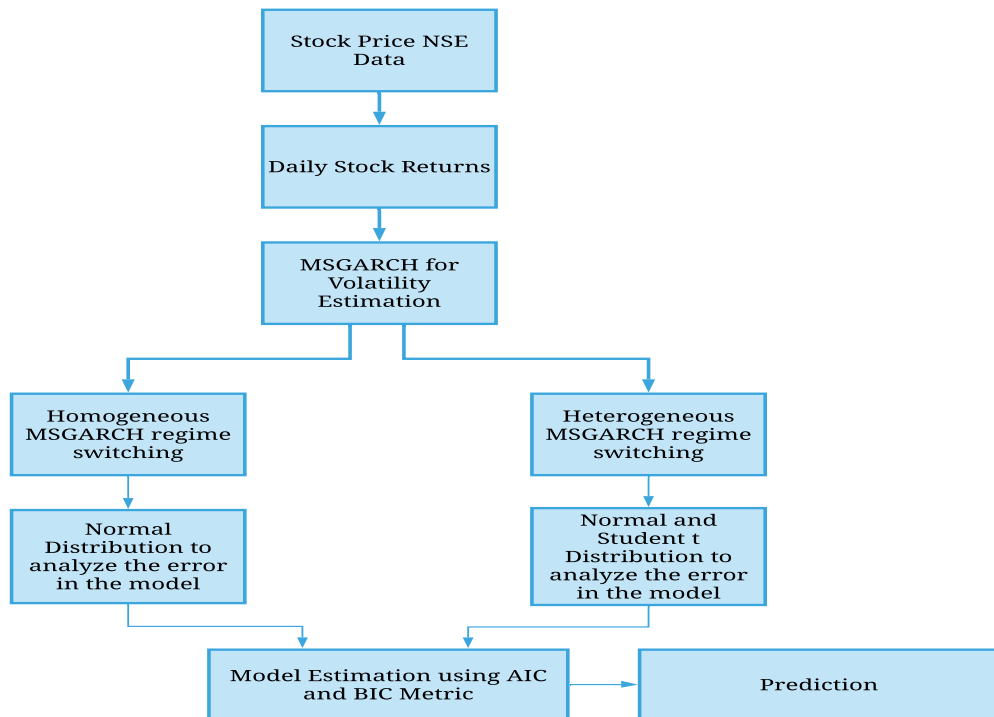 Stock Price NSE
Data
Daily Stock Returns
MSGARCH for
Volatility
Estimation
Homogeneous
MSGARCH regime
switching
Heterogeneous
MSGARCH regime
switching
Normal
Distribution to
analyze the error
in the model
Normal and
Student t
Distribution to
analyze the error
in the model
Model Estimation using AIC
and BIC Metric
Prediction